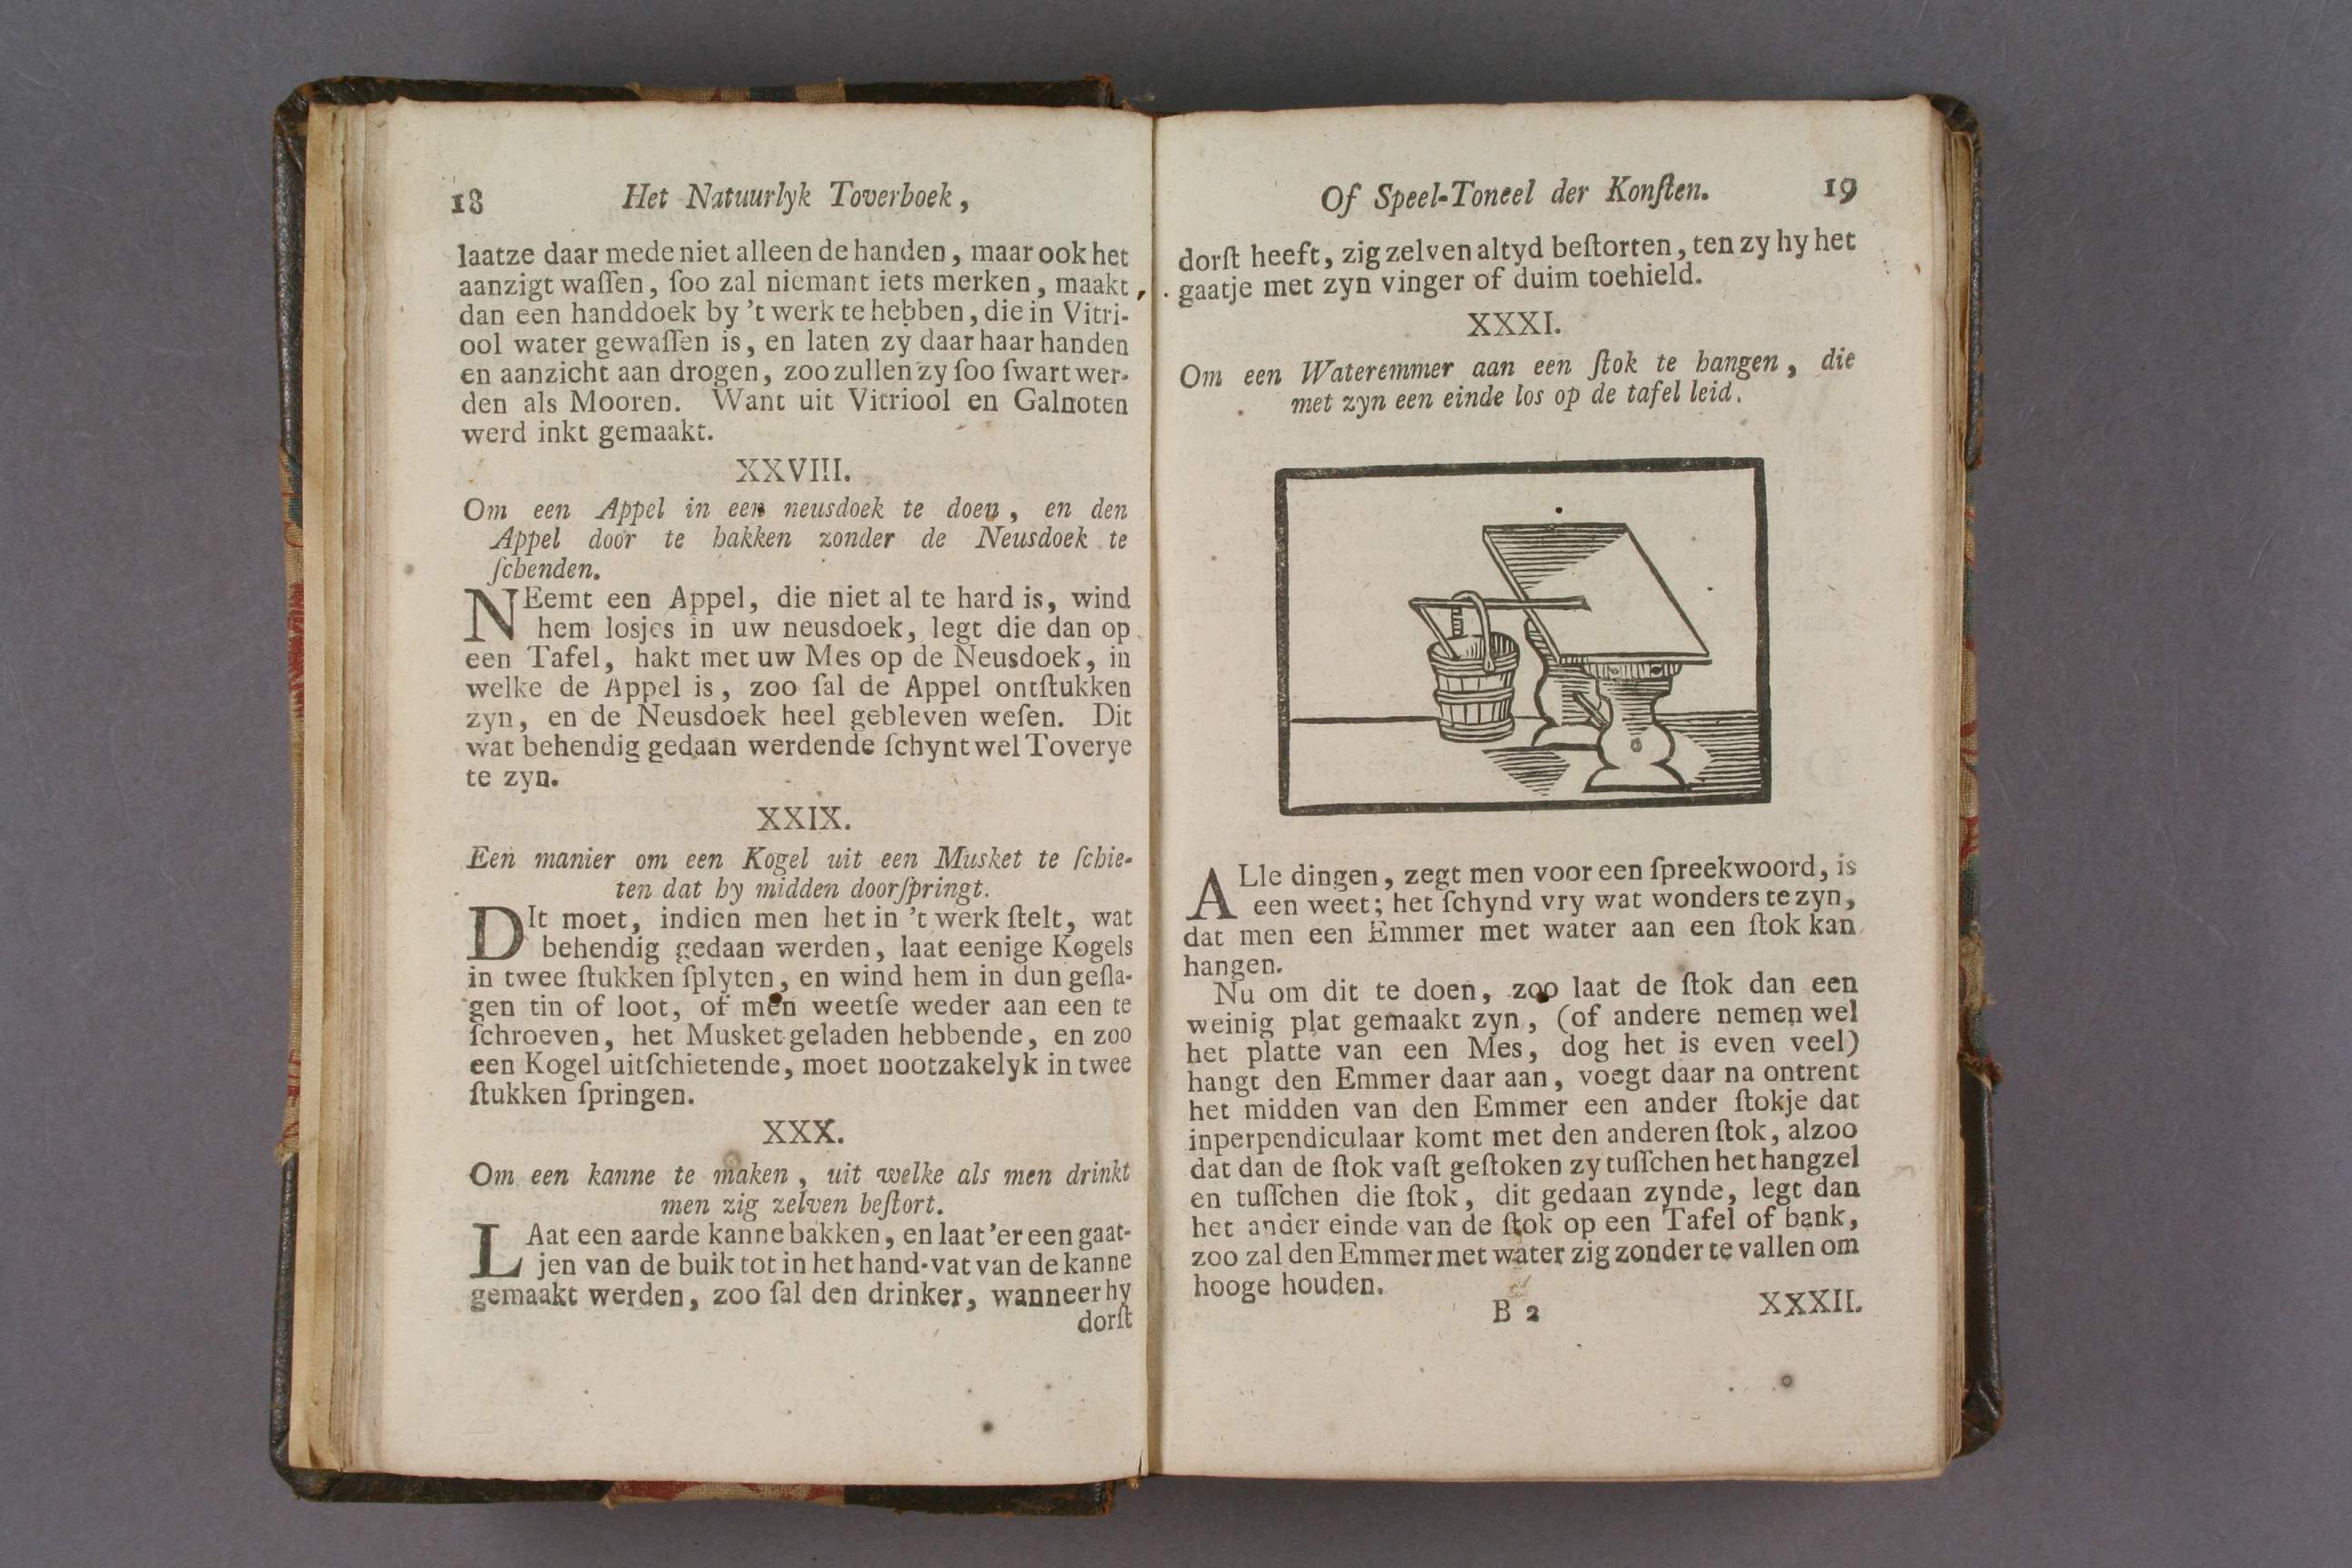 18 Het Natuurlyk Toverboek,
laatze daar mede niet alleen de handen, maar ook het
aanzigt waſſen, ſoo zal niemant iets merken, maakt,
dan een handdoek by 't werk te hebben, die in Vitri-
ool water gewaſſen is, en laten zy daar haar handen
en aanzicht aan drogen, zoo zullen zy ſoo ſwart wer-
den als Mooren. Want uit Vitriool en Galnoten
werd inkt gemaakt.
XXVIII.
Om een Appel in een neusdoek te doen, en den
Appel door te hakken zonder de Neusdoek te
ſchenden.
NEemt een Appel, die niet al te hard is, wind
hem losjes in uw neusdoek, legt die dan op
een Tafel, hakt met uw Mes op de Neusdoek, in
welke de Appel is, zoo ſal de Appel ontſtukken
zyn, en de Neusdoek heel gebleven weſen. Dit
wat behendig gedaan werdende ſchynt wel Toverye
te zyn.
XXIX.
Een manier om een Kogel uit een Musket te ſchie-
ten dat hy midden doorſpringt.
DIt moet, indien men het in 't werk ſtelt, wat
behendig gedaan werden, laat eenige Kogels
in twee ſtukken ſplyten, en wind hem in dun geſla-
gen tin of loot, of men weetſe weder aan een te
ſchroeven, het Musket geladen hebbende, en zoo
een Kogel uitſchietende, moet nootzakelyk in twee
ſtukken ſpringen.
XXX.
Om een kanne te maken, uit welke als men drinkt
men zig zelven beſtort.
LAat een aarde kanne bakken, en laat 'er een gaat-
jen van de buik tot in het hand-vat van de kanne
gemaakt werden, zoo ſal den drinker, wanneer hy
dorſt
Of Speel-Toneel der Konſten. 19
dorſt heeft, zig zelven altyd beſtorten, ten zy hy het
gaatje met zyn vinger of duim toehield.
XXXI.
Om een Wateremmer aan een ſtok te hangen, die
met zyn een einde los op de tafel leid.
ALle dingen, zegt men voor een ſpreekwoord, is
een weet; het ſchynd vry wat wonders te zyn,
dat men een Emmer met water aan een ſtok kan
hangen.
Nu om dit te doen, zoo laat de ſtok dan een
weinig plat gemaakt zyn, (of andere nemen wel
het platte van een Mes, dog het is even veel)
hangt den Emmer daar aan, voegt daar na ontrent
het midden van den Emmer een ander ſtokje dat
inperpendiculaar komt met den anderen ſtok, alzoo
dat dan de ſtok vaſt geſtoken zy tuſſchen het hangzel
en tuſſchen die ſtok, dit gedaan zynde, legt dan
het ander einde van de ſtok op een Tafel of bank,
zoo zal den Emmer met water zig zonder te vallen om
hooge houden.
B 2 XXXII.